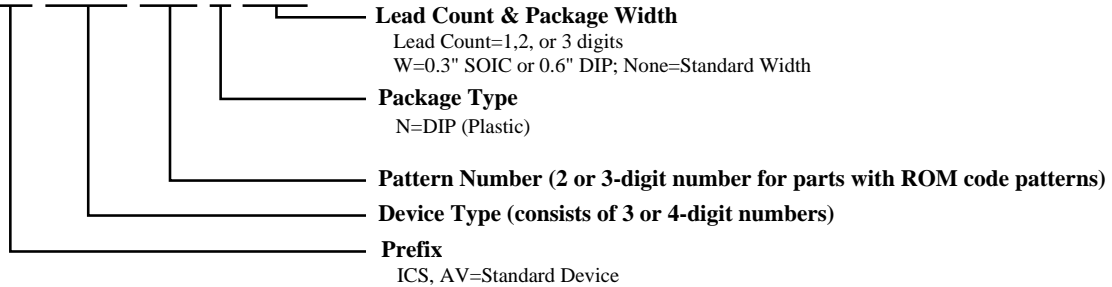 Lead Count & Package Width
Lead Count=1,2, or 3 digits
W=0.3" SOIC or 0.6" DIP; None=Standard Width
Package Type
N=DIP (Plastic)
Pattern Number (2 or 3-digit number for parts with ROM code patterns)
Device Type (consists of 3 or 4-digit numbers)
Prefix
ICS, AV=Standard Device